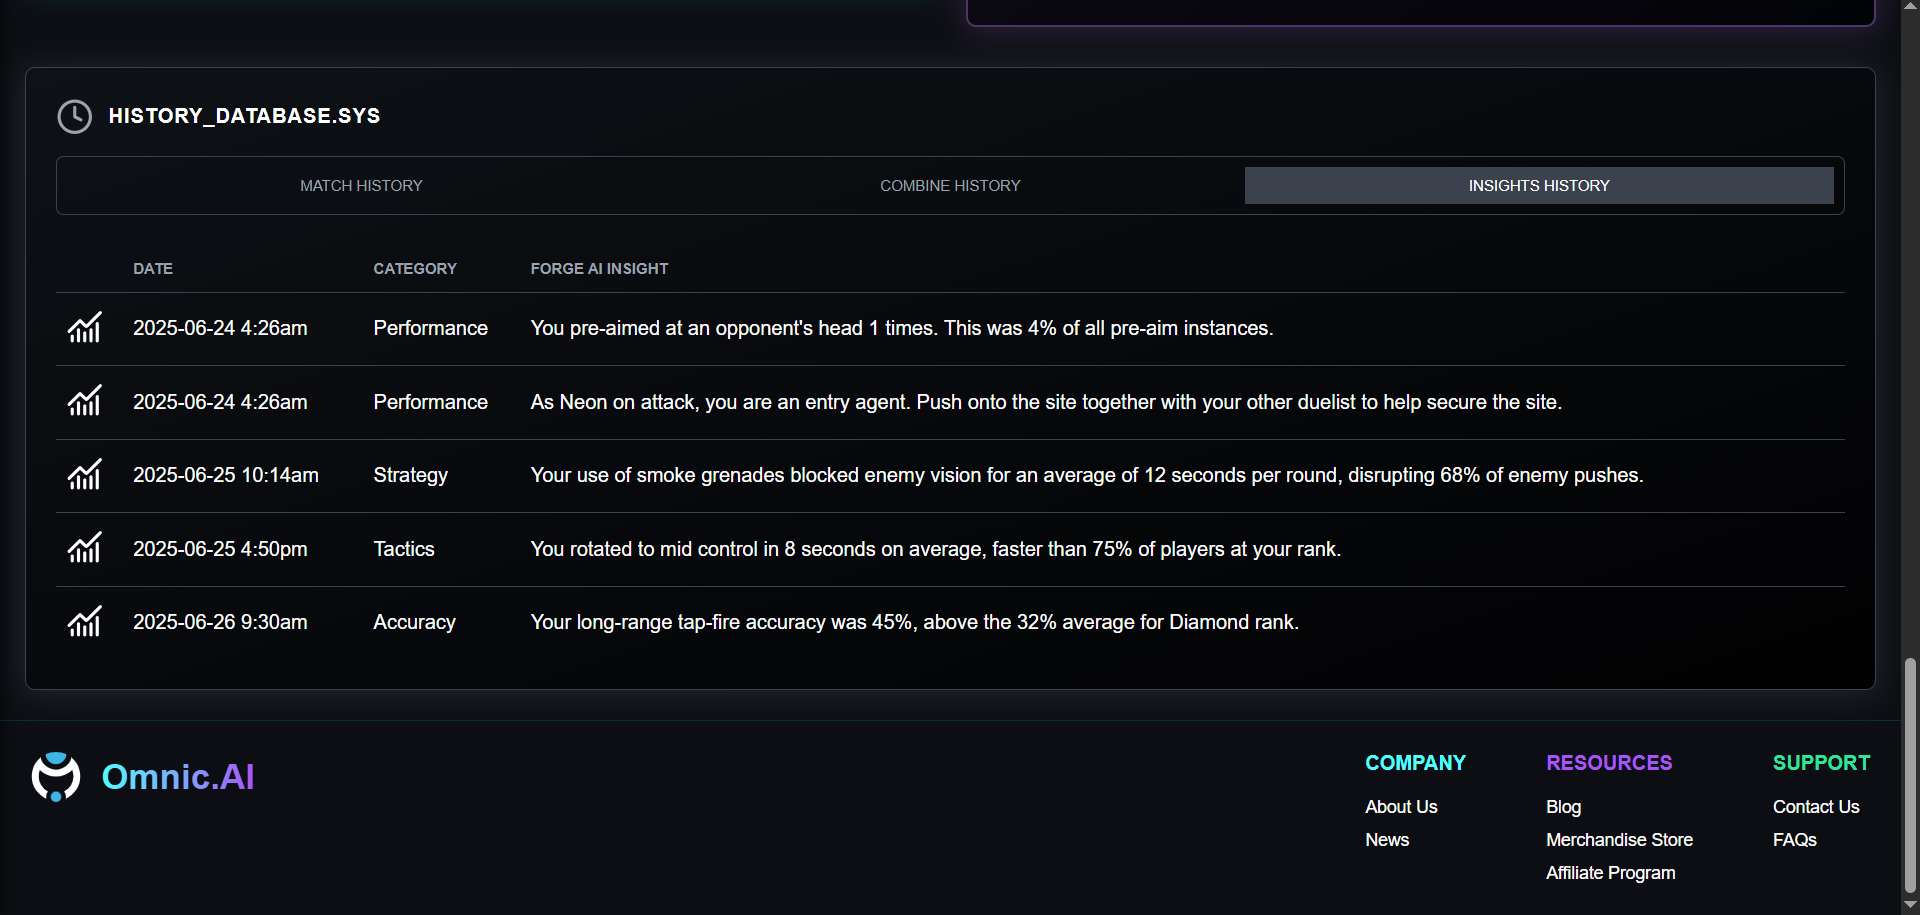 HISTORY_DATABASE.SYS
MATCH HISTORY COMBINE HISTORY INSIGHTS HISTORY
DATE CATEGORY FORGE AI INSIGHT
2025-06-24 4:26am Performance You pre-aimed at an opponent's head 1 times. This was 4% of all pre-aim instances.
2025-06-24 4:26am Performance As Neon on attack, you are an entry agent. Push onto the site together with your other duelist to help secure the site.
2025-06-25 10:14am Strategy Your use of smoke grenades blocked enemy vision for an average of 12 seconds per round, disrupting 68% of enemy pushes.
2025-06-25 4:50pm Tactics You rotated to mid control in 8 seconds on average, faster than 75% of players at your rank.
2025-06-26 9:30am Accuracy Your long-range tap-fire accuracy was 45%, above the 32% average for Diamond rank.
Omnic.AI
COMPANY
About Us
News
RESOURCES
Blog
Merchandise Store
Affiliate Program
SUPPORT
Contact Us
FAQs